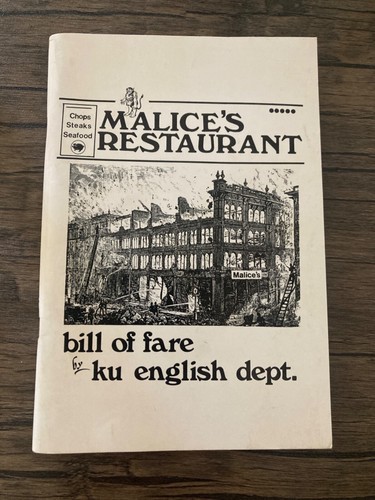 Chops
Steaks
Seafood
MALICE'S
RESTAURANT
Malice's
bill of fare
by
ku english dept.